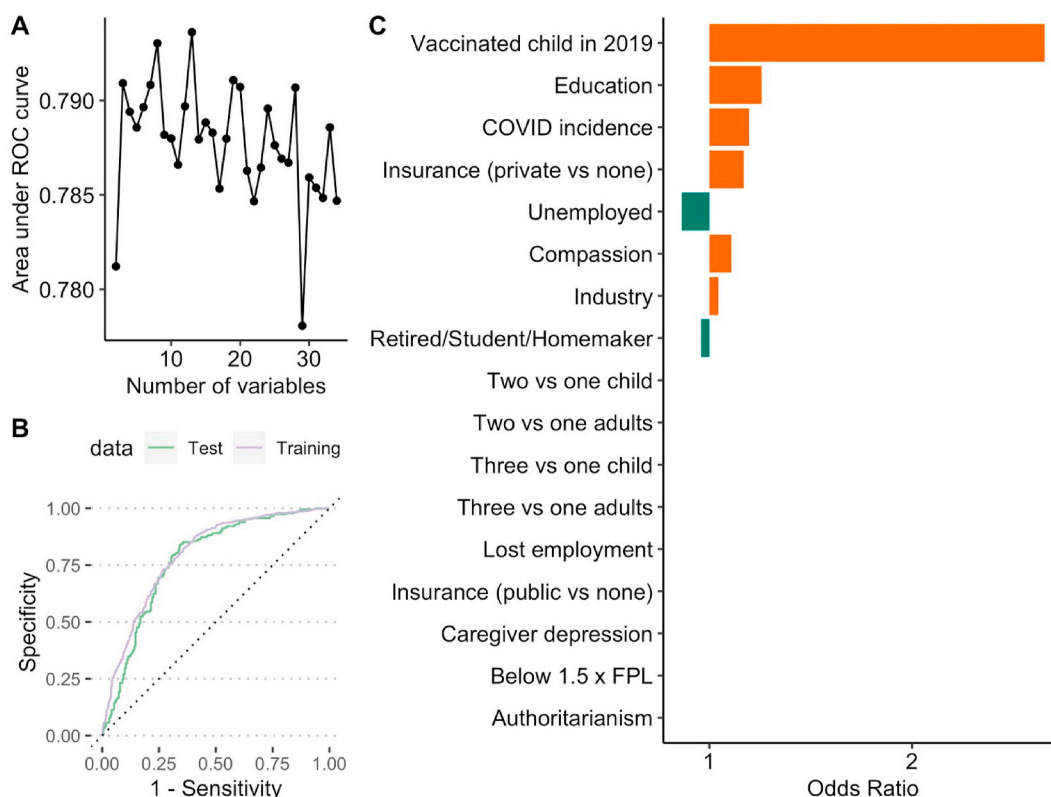 A
Area under ROC curve
0.790
0.785
0.780
10 20 30
Number of variables
B
data Test Training
Specificity
1.00
0.75
0.50
0.25
0.00
0.00 0.25 0.50 0.75 1.00
1 - Sensitivity
C
Vaccinated child in 2019
Education
COVID incidence
Insurance (private vs none)
Unemployed
Compassion
Industry
Retired/Student/Homemaker
Two vs one child
Two vs one adults
Three vs one child
Three vs one adults
Lost employment
Insurance (public vs none)
Caregiver depression
Below 1.5 x FPL
Authoritarianism
1 2
Odds Ratio